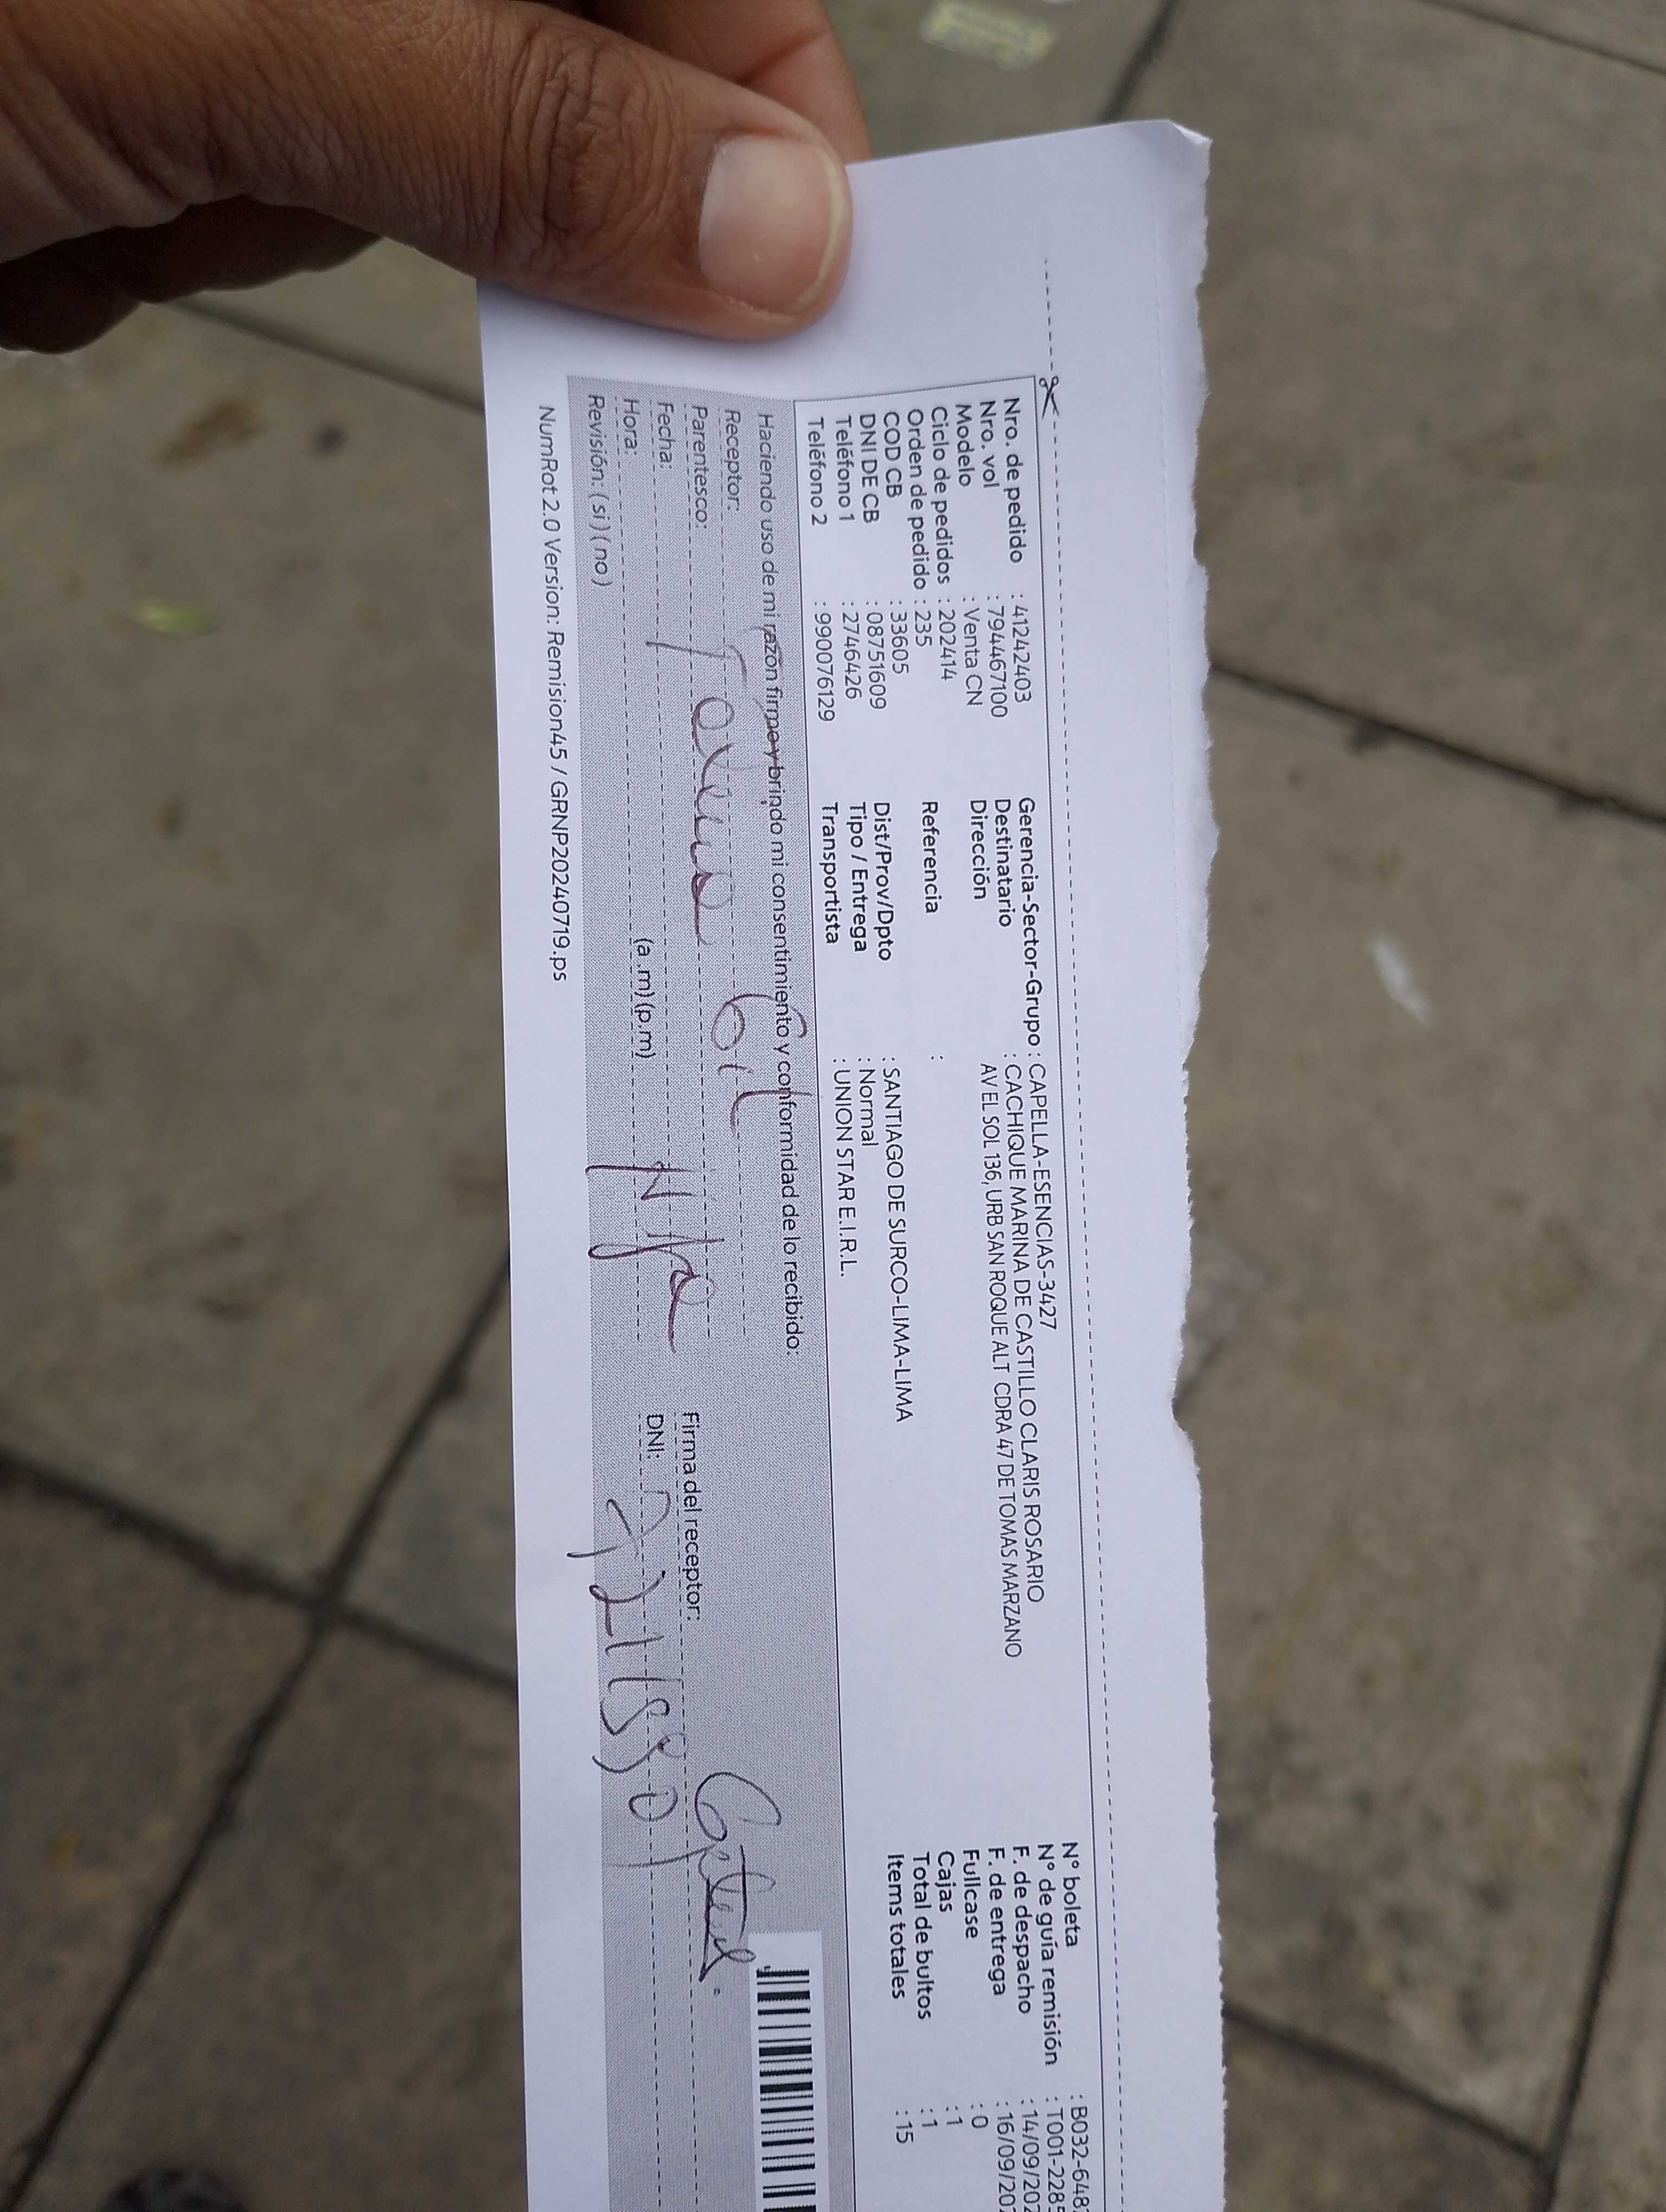 Nro. de pedido : 41242403
Nro. vol : 794467100
Modelo : Venta CN
Ciclo de pedidos : 202414
Orden de pedido : 235
COD CB : 33605
DNI DE CB : 08751609
Teléfono 1 : 2746426
Teléfono 2 : 990076129
Gerencia-Sector-Grupo : CAPELLA-ESENCIAS-3427
Destinatario : CACHIQUE MARINA DE CASTILLO CLARIS ROSARIO
Dirección AV EL SOL 136, URB SAN ROQUE ALT CDRA 47 DE TOMAS MARZANO
Referencia :
Dist/Prov/Dpto : SANTIAGO DE SURCO-LIMA-LIMA
Tipo / Entrega : Normal
Transportista : UNION STAR E.I.R.L.
N° boleta : B032-648
N° de guía remisión : T001-228
F. de despacho : 14/09/202
F. de entrega : 16/09/20
Fullcase : 0
Cajas : 1
Total de bultos : 1
Items totales : 15
Haciendo uso de mi razón firmo y brindo mi consentimiento y conformidad de lo recibido:
Receptor:
Parentesco:
Fecha:
Hora: (a.m) (p.m)
Revisión: (si) (no)
Firma del receptor:
DNI:
NumRot 2.0 Version: Remision45 / GRNP20240719.ps